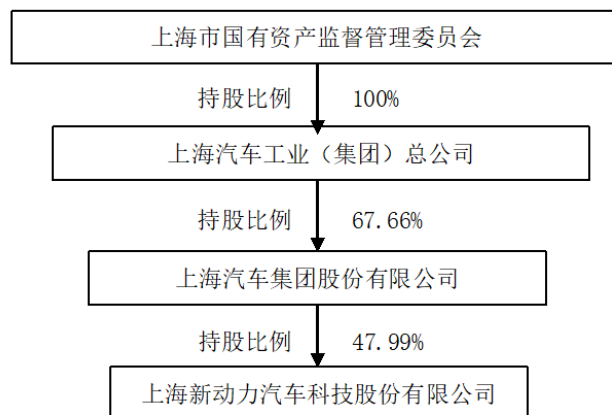 上海市国有资产监督管理委员会
持股比例 100%
上海汽车工业（集团）总公司
持股比例 67.66%
上海汽车集团股份有限公司
持股比例 47.99%
上海新动力汽车科技股份有限公司